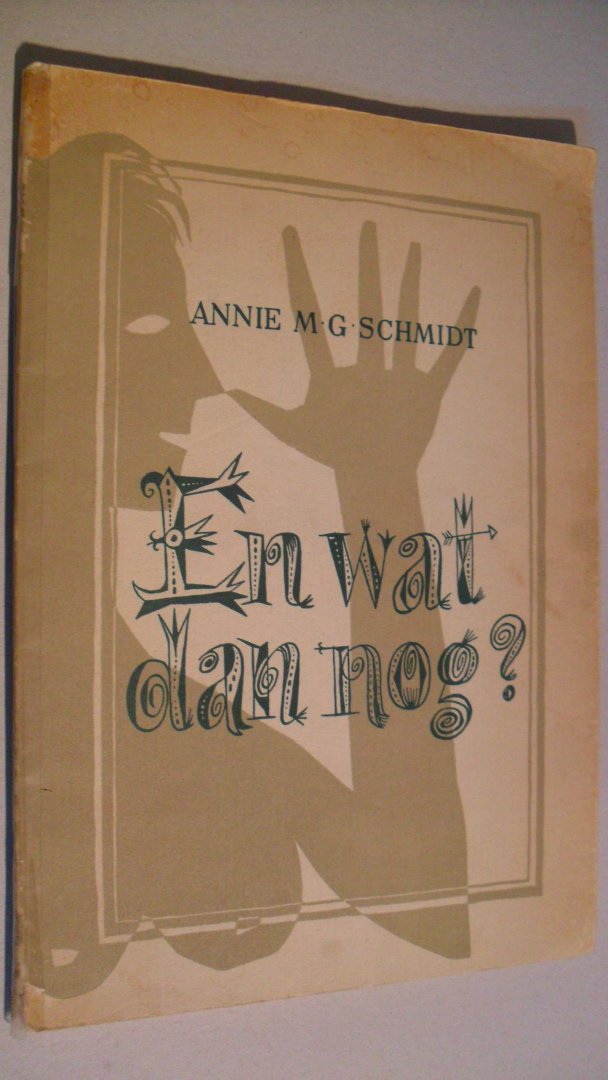 ANNIE M·G·SCHMIDT
En wat
dan nog?